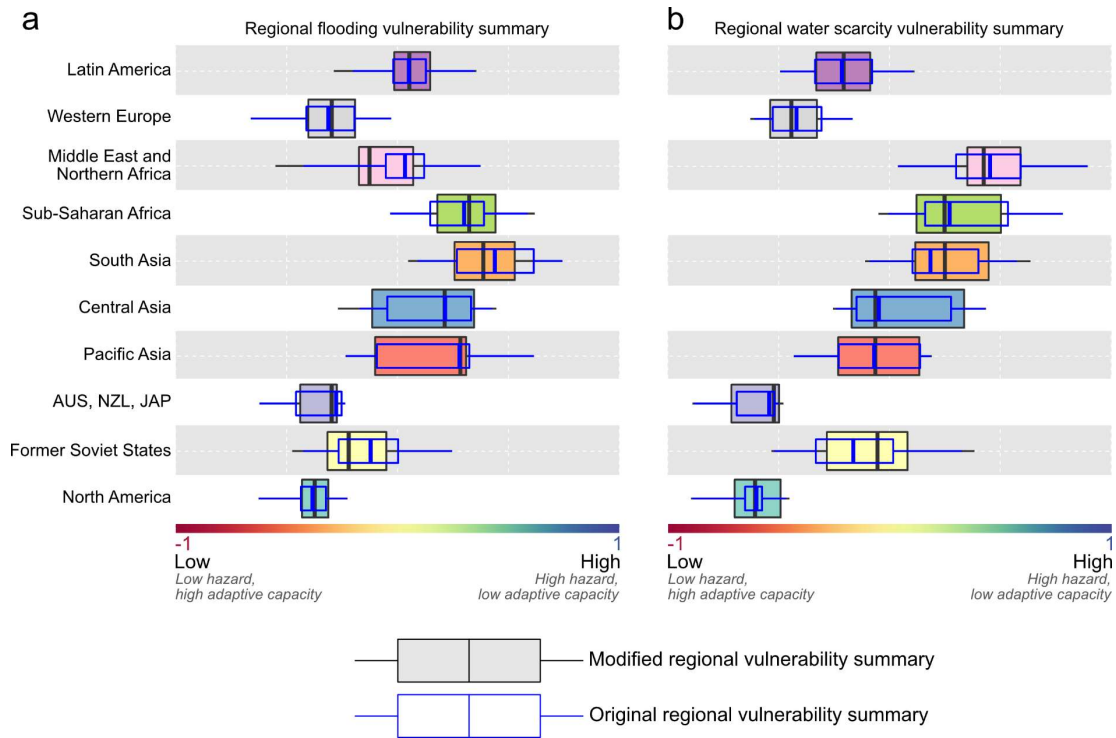 a
b
Regional flooding vulnerability summary
Regional water scarcity vulnerability summary
Latin America
Western Europe
Middle East and
Northern Africa
Sub-Saharan Africa
South Asia
Central Asia
Pacific Asia
AUS, NZL, JAP
Former Soviet States
North America
-1
1
Low
High
Low hazard,
high adaptive capacity
High hazard,
low adaptive capacity
-1
1
Low
High
Low hazard,
high adaptive capacity
High hazard,
low adaptive capacity
Modified regional vulnerability summary
Original regional vulnerability summary